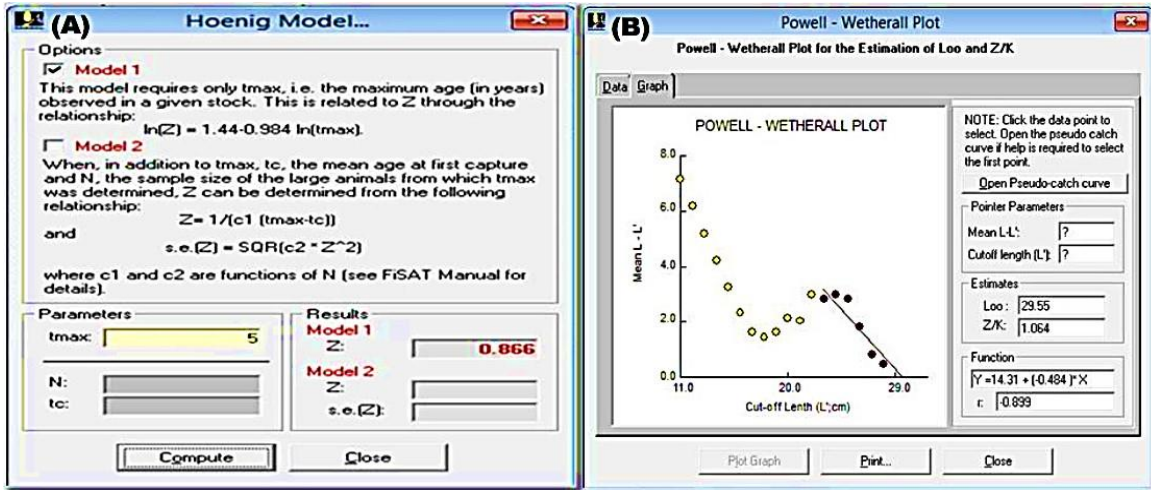 (A)
Hoenig Model...
Options
Model 1
This model requires only tmax, i.e. the maximum age (in years)
observed in a given stock. This is related to Z through the
relationship:
ln(Z) = 1.44-0.984 ln(tmax).
Model 2
When, in addition to tmax, tc, the mean age at first capture
and N, the sample size of the large animals from which tmax
was determined, Z can be determined from the following
relationship:
Z= 1/(c1 (tmax-tc))
and
s.e.(Z) = SQR(c2 * Z^2)
where c1 and c2 are functions of N (see FiSAT Manual for
details).
Parameters
tmax: 5
N:
tc:
Results
Model 1
Z: 0.866
Model 2
Z:
s.e.(Z):
Compute
Close
(B)
Powell - Wetherall Plot
Powell - Wetherall Plot for the Estimation of Loo and Z/K
Data Graph
POWELL - WETHERALL PLOT
8.0
6.0
4.0
2.0
0.0
Mean L - L'
11.0 20.0 29.0
Cut-off Lenth (L';cm)
NOTE: Click the data point to
select. Open the pseudo catch
curve if help is required to select
the first point.
Open Pseudo-catch curve
Pointer Parameters
Mean L-L': ?
Cutoff length (L'): ?
Estimates
Loo : 29.55
Z/K: 1.064
Function
Y =14.31 + (-0.484 )* X
r: -0.899
Plot Graph
Print...
Close